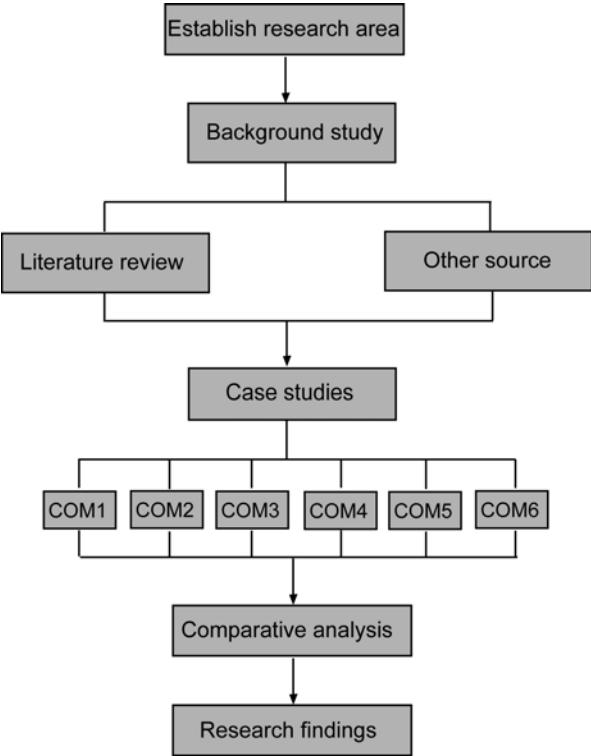 Establish research area
Background study
Literature review
Other source
Case studies
COM1 COM2 COM3 COM4 COM5 COM6
Comparative analysis
Research findings